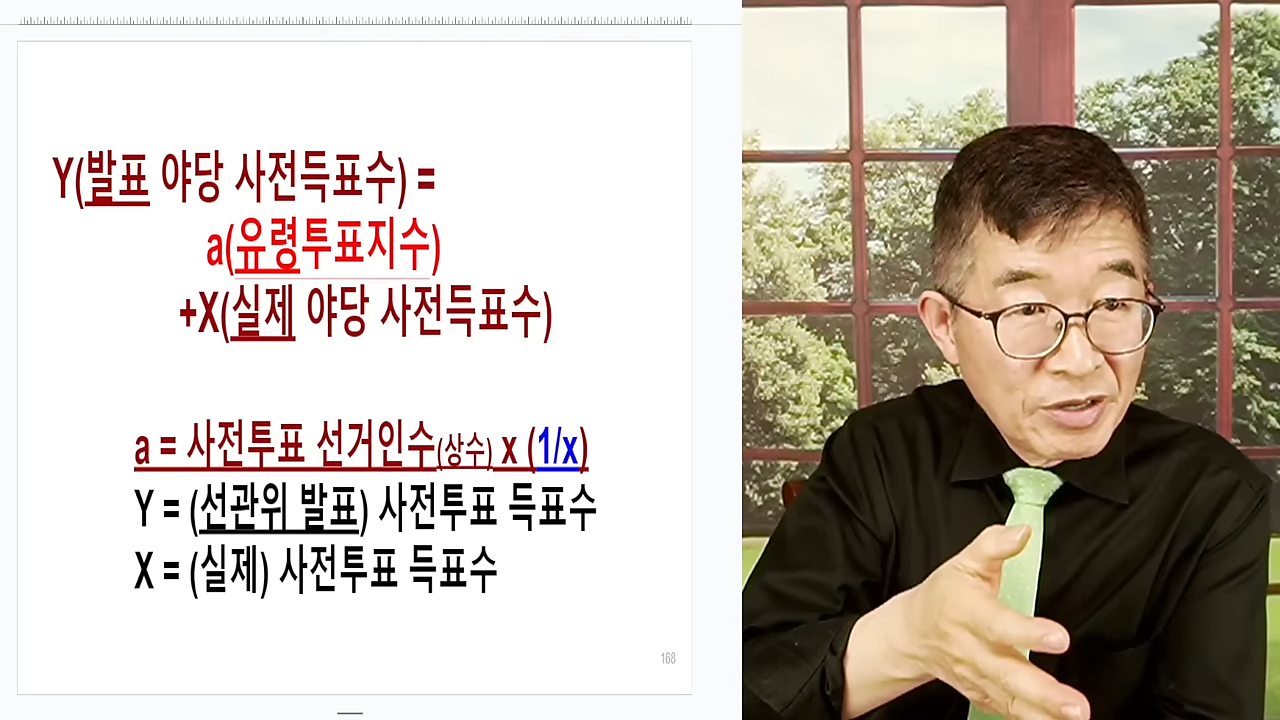 Y(발표 야당 사전득표수) =
a(유령투표지수)
+X(실제 야당 사전득표수)
a = 사전투표 선거인수(상수) x (1/x)
Y = (선관위 발표) 사전투표 득표수
X = (실제) 사전투표 득표수
168